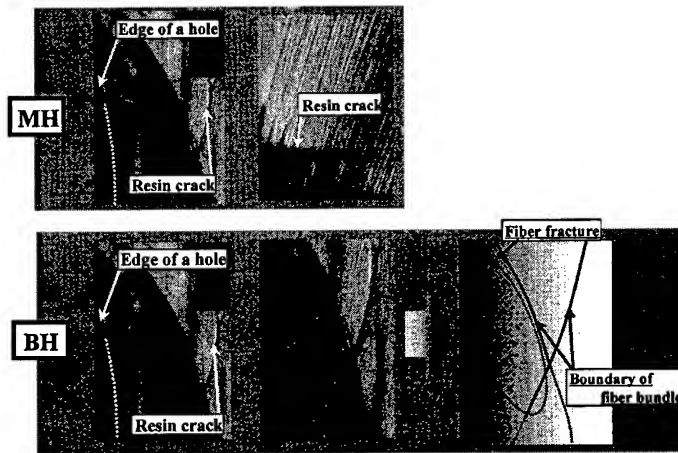 Edge of a hole
MH
Resin crack
Resin crack
Fiber fracture
Edge of a hole
BH
Boundary of
fiber bundle
Resin crack